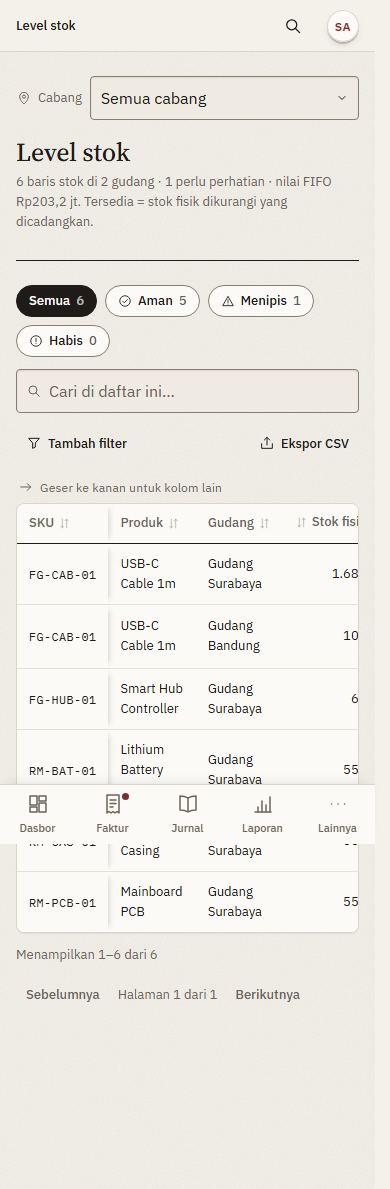 Level stok
SA
Cabang
Semua cabang
Level stok
6 baris stok di 2 gudang · 1 perlu perhatian · nilai FIFO
Rp203,2 jt. Tersedia = stok fisik dikurangi yang
dicadangkan.
Semua 6
Aman 5
Menipis 1
Habis 0
Cari di daftar ini...
Tambah filter
Ekspor CSV
Geser ke kanan untuk kolom lain
SKU Produk Gudang Stok fisi
FG-CAB-01 USB-C Cable 1m Gudang Surabaya 1.68
FG-CAB-01 USB-C Cable 1m Gudang Bandung 10
FG-HUB-01 Smart Hub Controller Gudang Surabaya 6
RM-BAT-01 Lithium Battery Gudang Surabaya 55
Dasbor
Faktur
Jurnal
Laporan
Lainnya
Casing Surabaya
RM-PCB-01 Mainboard PCB Gudang Surabaya 55
Menampilkan 1–6 dari 6
Sebelumnya Halaman 1 dari 1 Berikutnya